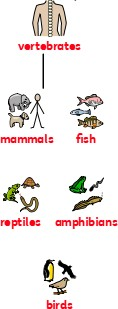 vertebrates
mammals fish
reptiles amphibians
birds